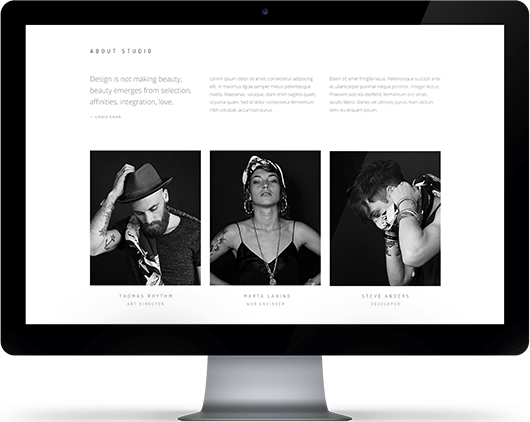 ABOUT STUDIO
Design is not making beauty,
beauty emerges from selection,
affinities, integration, love.
— LOUIS KAHN
Lorem ipsum dolor sit amet, consectetur adipiscing
elit. In maximus ligula semper metus pellentesque
mattis. Maecenas volutpat, diam enim sagittis quam,
id porta quam. Sed id dolor consectetur fermentum
nibh volutpat, accumsan purus.
Etiam sit amet fringilla lacus. Pellentesque suscipit ante
at ullamcorper pulvinar neque porttitor. Integer lectus.
Praesent sed nisi eleifend, fermentum orci amet,
iaculis libero. Donec vel ultricies purus. Nam dictum
sem, eu aliquam ipsum.
THOMAS RHYTHM
ART DIRECTOR
MARTA LANING
WEB ENGINEER
STEVE ANDERS
DEVELOPER